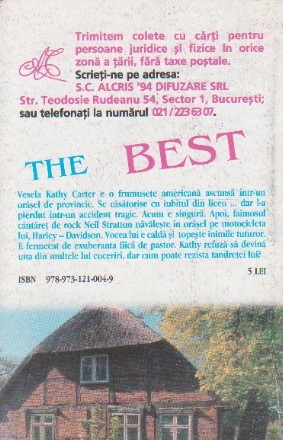 Trimitem colete cu cărți pentru
persoane juridice și fizice în orice
zonă a țării, fără taxe poștale.
Scrieți-ne pe adresa:
S.C. ALCRIS '94 DIFUZARE SRL
Str. Teodosie Rudeanu 54, Sector 1, București;
sau telefonați la numărul 021/223 63 07.
THE BEST
Vesela Kathy Carter e o frumusețe americană ascunsă într-un
orășel de provincie. Se căsătorise cu iubitul din liceu ... dar l-a
pierdut într-un accident tragic. Acum e singură. Apoi, faimosul
cântăreț de rock Neil Stratton năvălește în orășel pe motocicleta
lui, Harley – Davidson. Vocea lui e caldă și topește inimile tuturor.
E fermecat de exuberanta fiică de pastor. Kathy refuză să devină
una din multele lui cuceriri, dar cum poate rezista tandreței lui?
ISBN 978-973-121-004-9 5 LEI